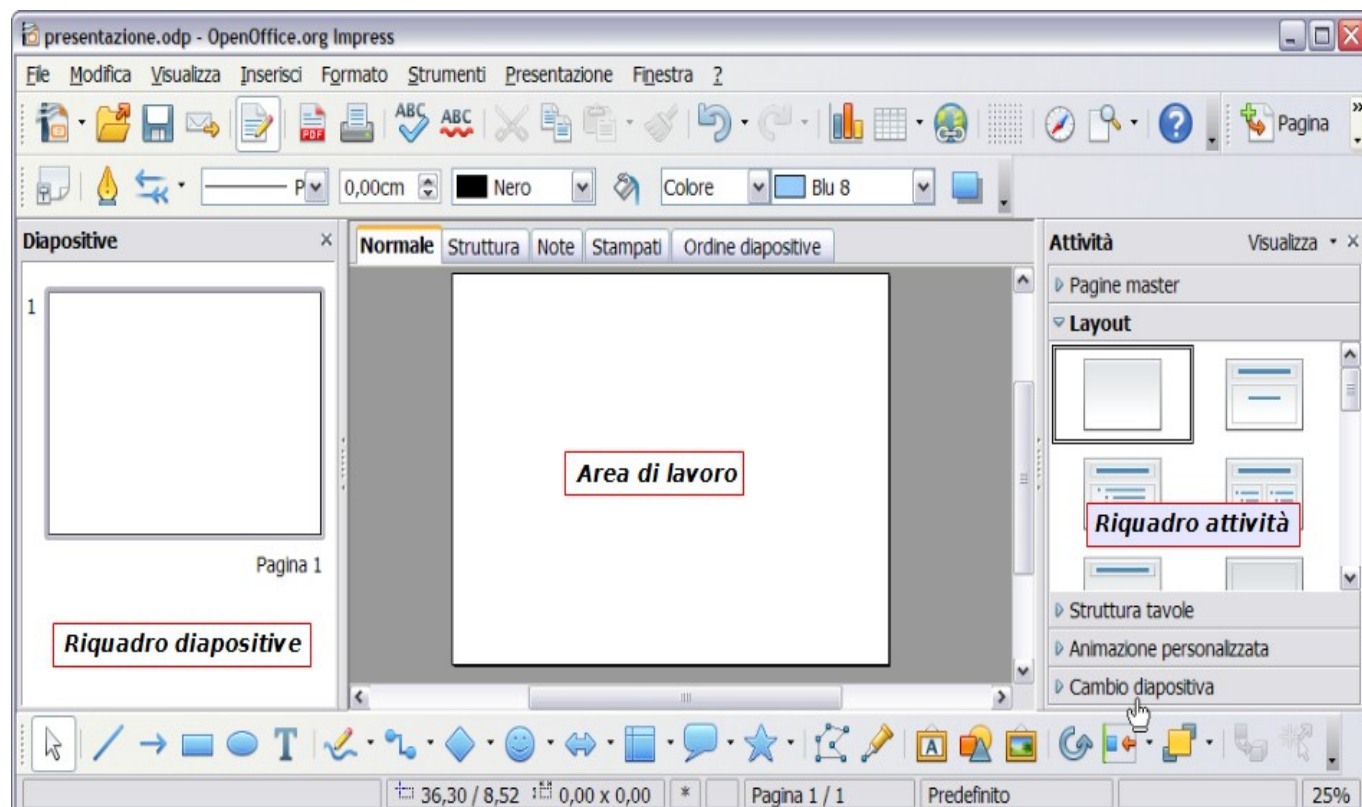 presentazione.odp - OpenOffice.org Impress
File Modifica Visualizza Inserisci Formato Strumenti Presentazione Finestra ?
PDF ABC ABC Pagina »
P 0,00cm Nero Colore Blu 8
Diapositive
Normale Struttura Note Stampati Ordine diapositive
Attività Visualizza
Pagine master
Layout
1
Area di lavoro
Riquadro attività
Pagina 1
Riquadro diapositive
Struttura tavole
Animazione personalizzata
Cambio diapositiva
T A
36,30 / 8,52 0,00 x 0,00 * Pagina 1 / 1 Predefinito 25%